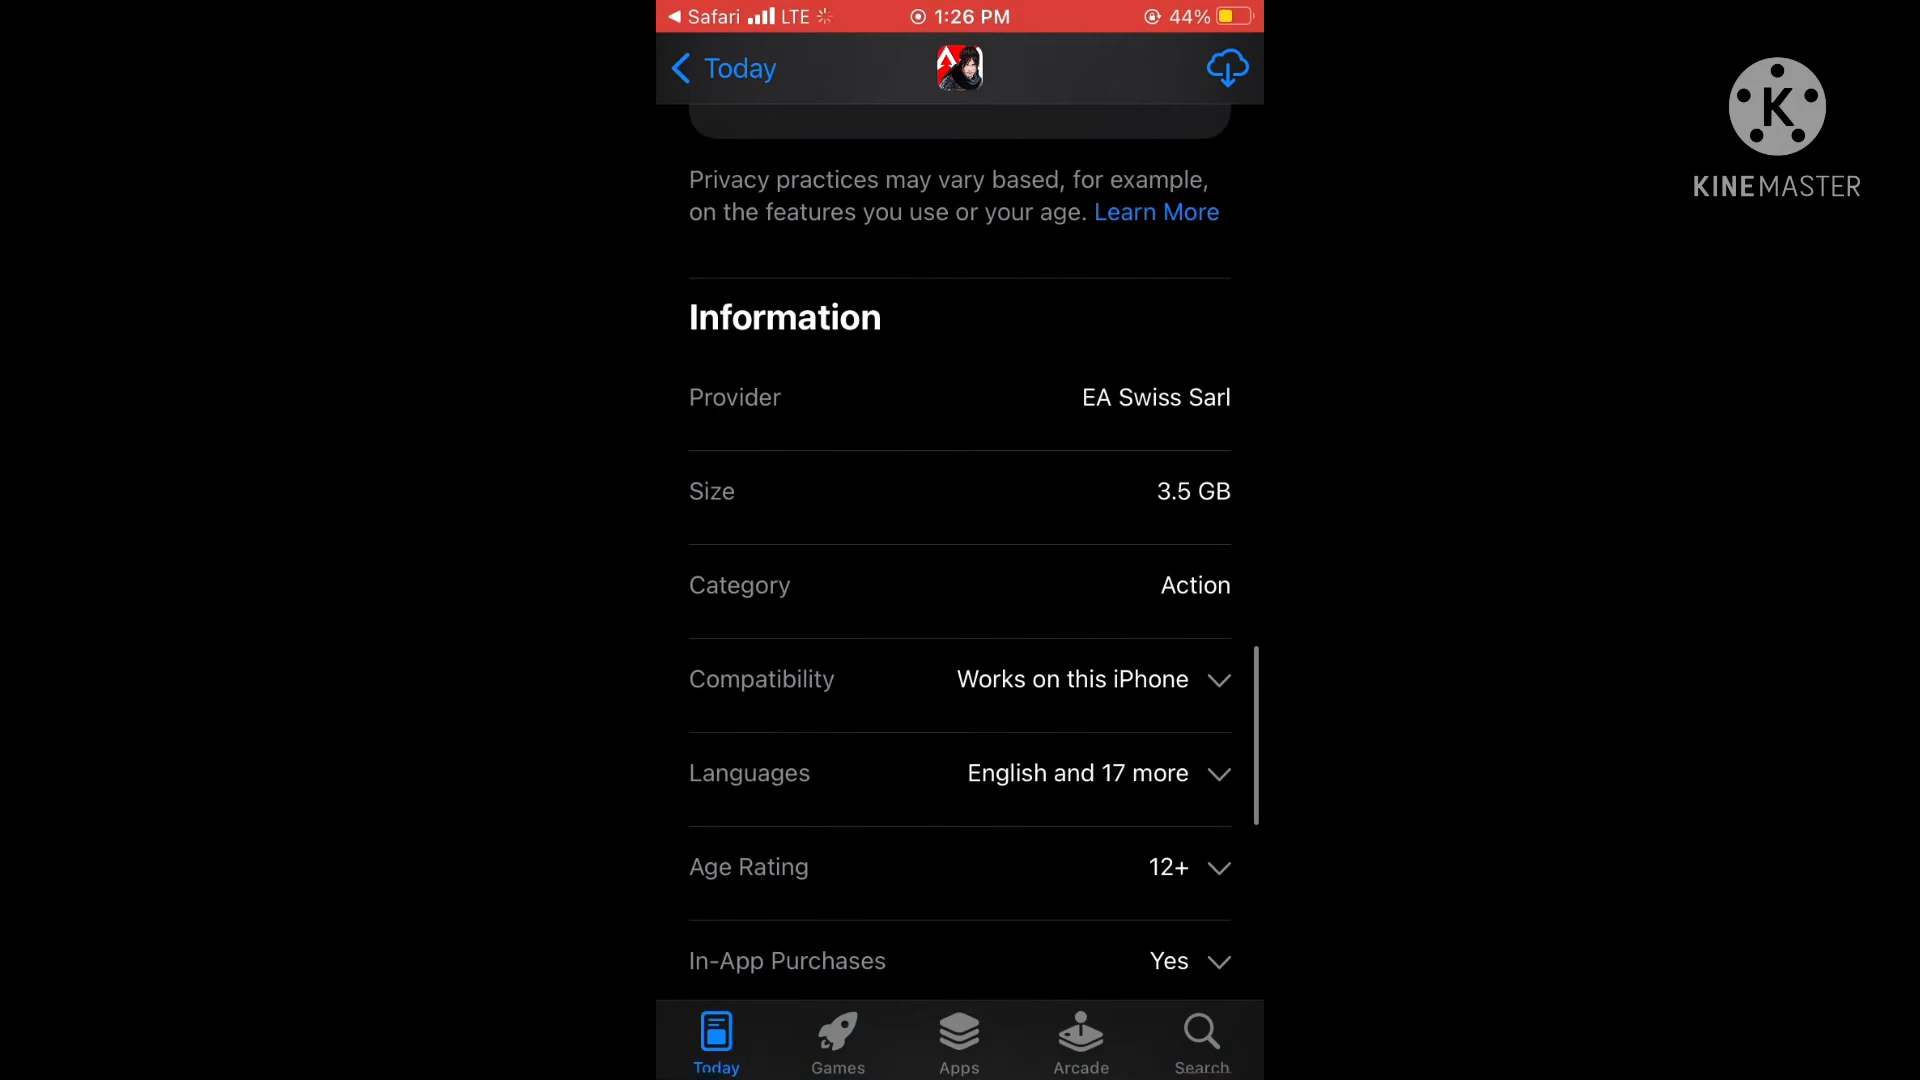 Safari LTE 1:26 PM 44%
Today
K
KINEMASTER
Privacy practices may vary based, for example,
on the features you use or your age. Learn More
Information
Provider EA Swiss Sarl
Size 3.5 GB
Category Action
Compatibility Works on this iPhone
Languages English and 17 more
Age Rating 12+
In-App Purchases Yes
Today Games Apps Arcade Search